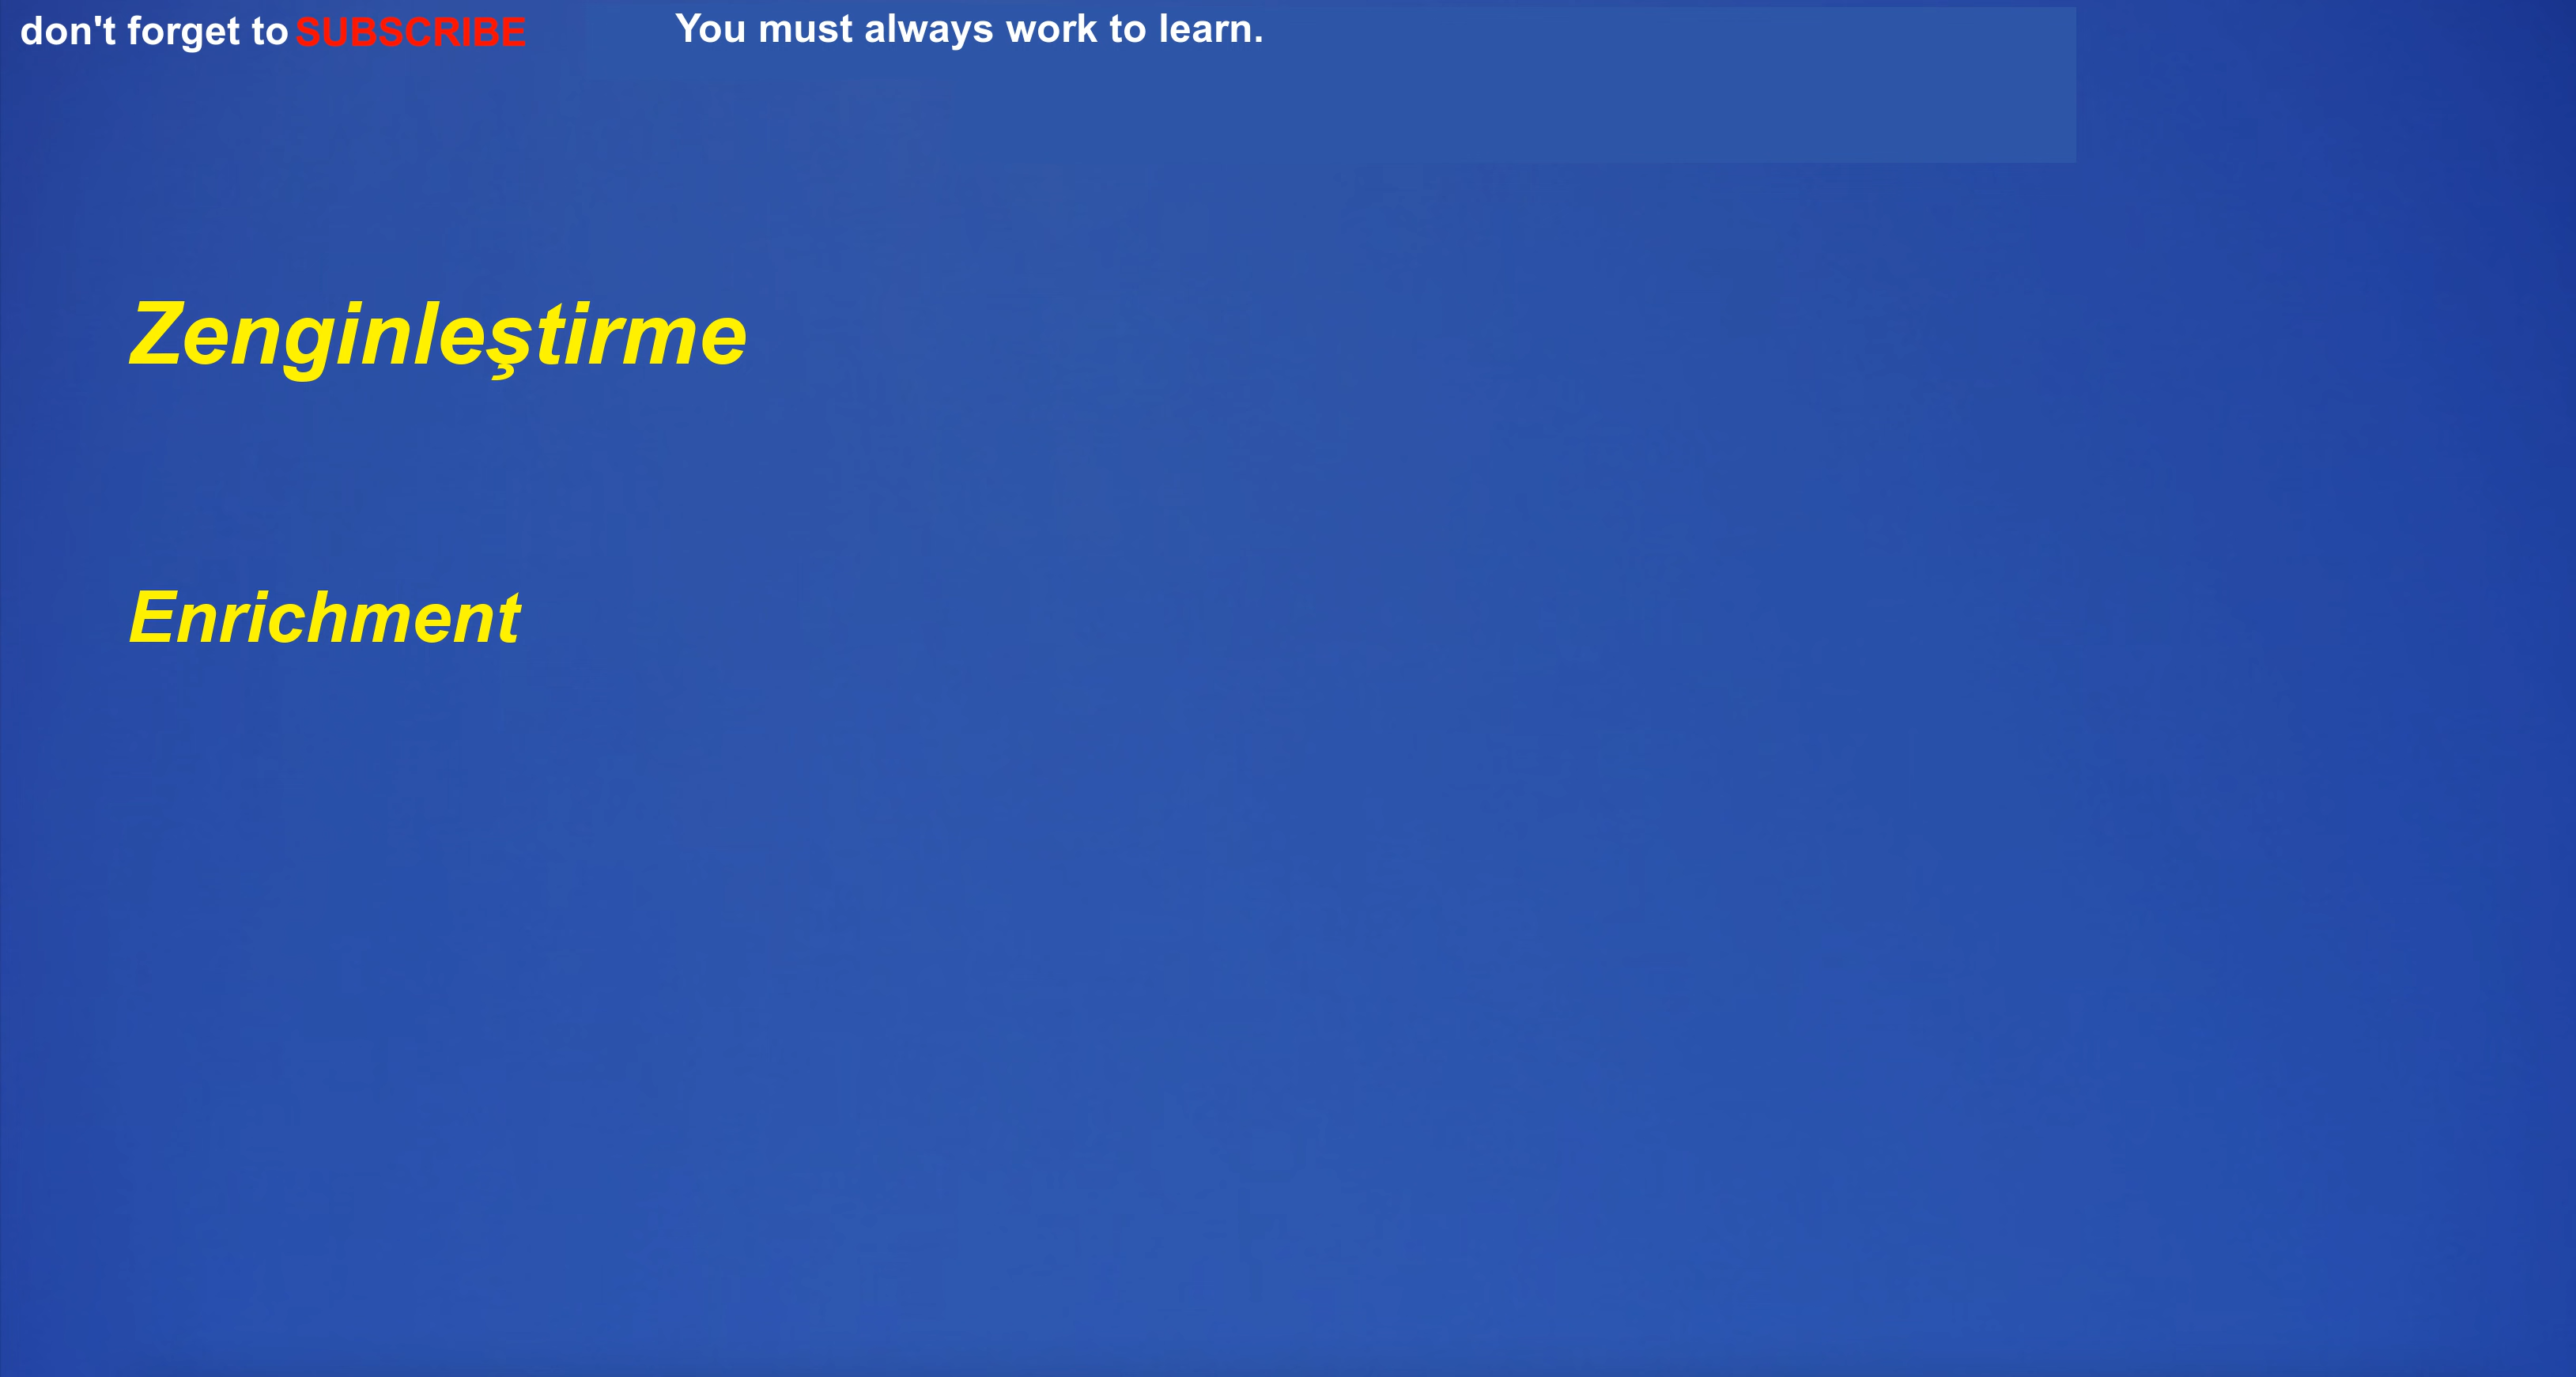 don't forget to SUBSCRIBE
You must always work to learn.
Zenginleştirme
Enrichment